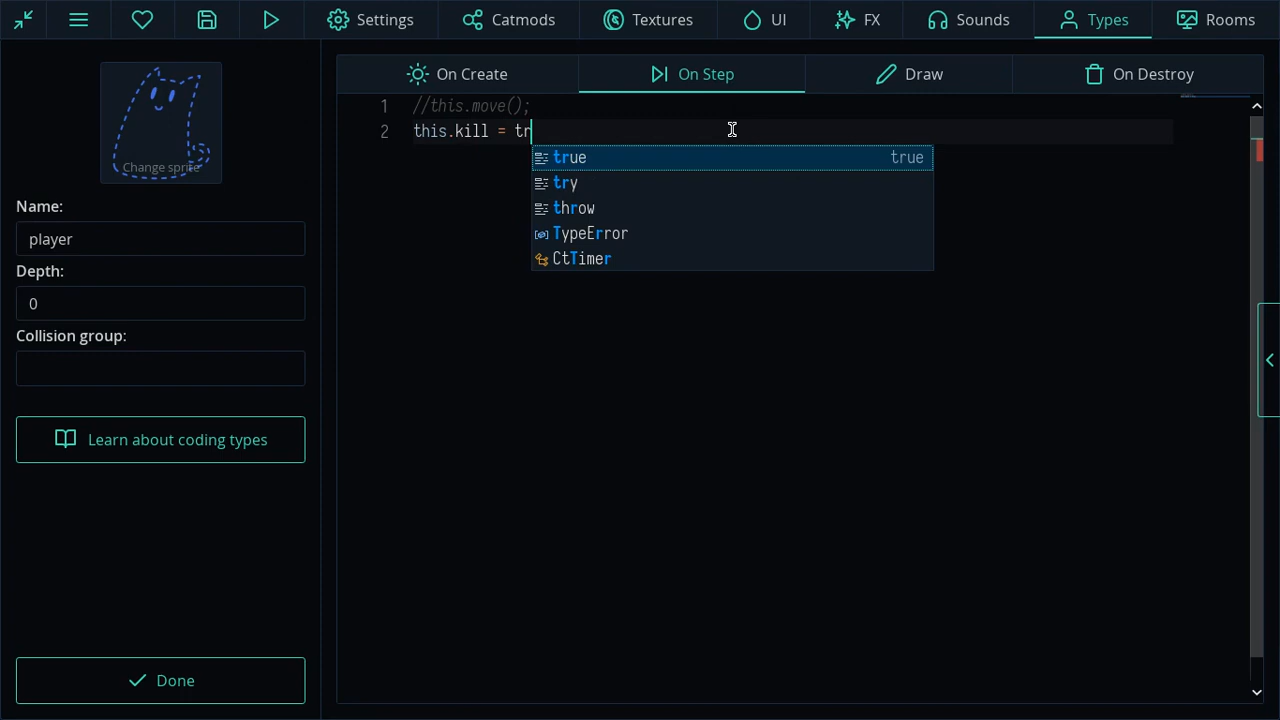 Settings
Catmods
Textures
UI
FX
Sounds
Types
Rooms
Change sprite
Name:
player
Depth:
0
Collision group:
Learn about coding types
Done
On Create
On Step
Draw
On Destroy
1 //this.move();
2 this.kill = tr
true true
try
throw
TypeError
CtTimer